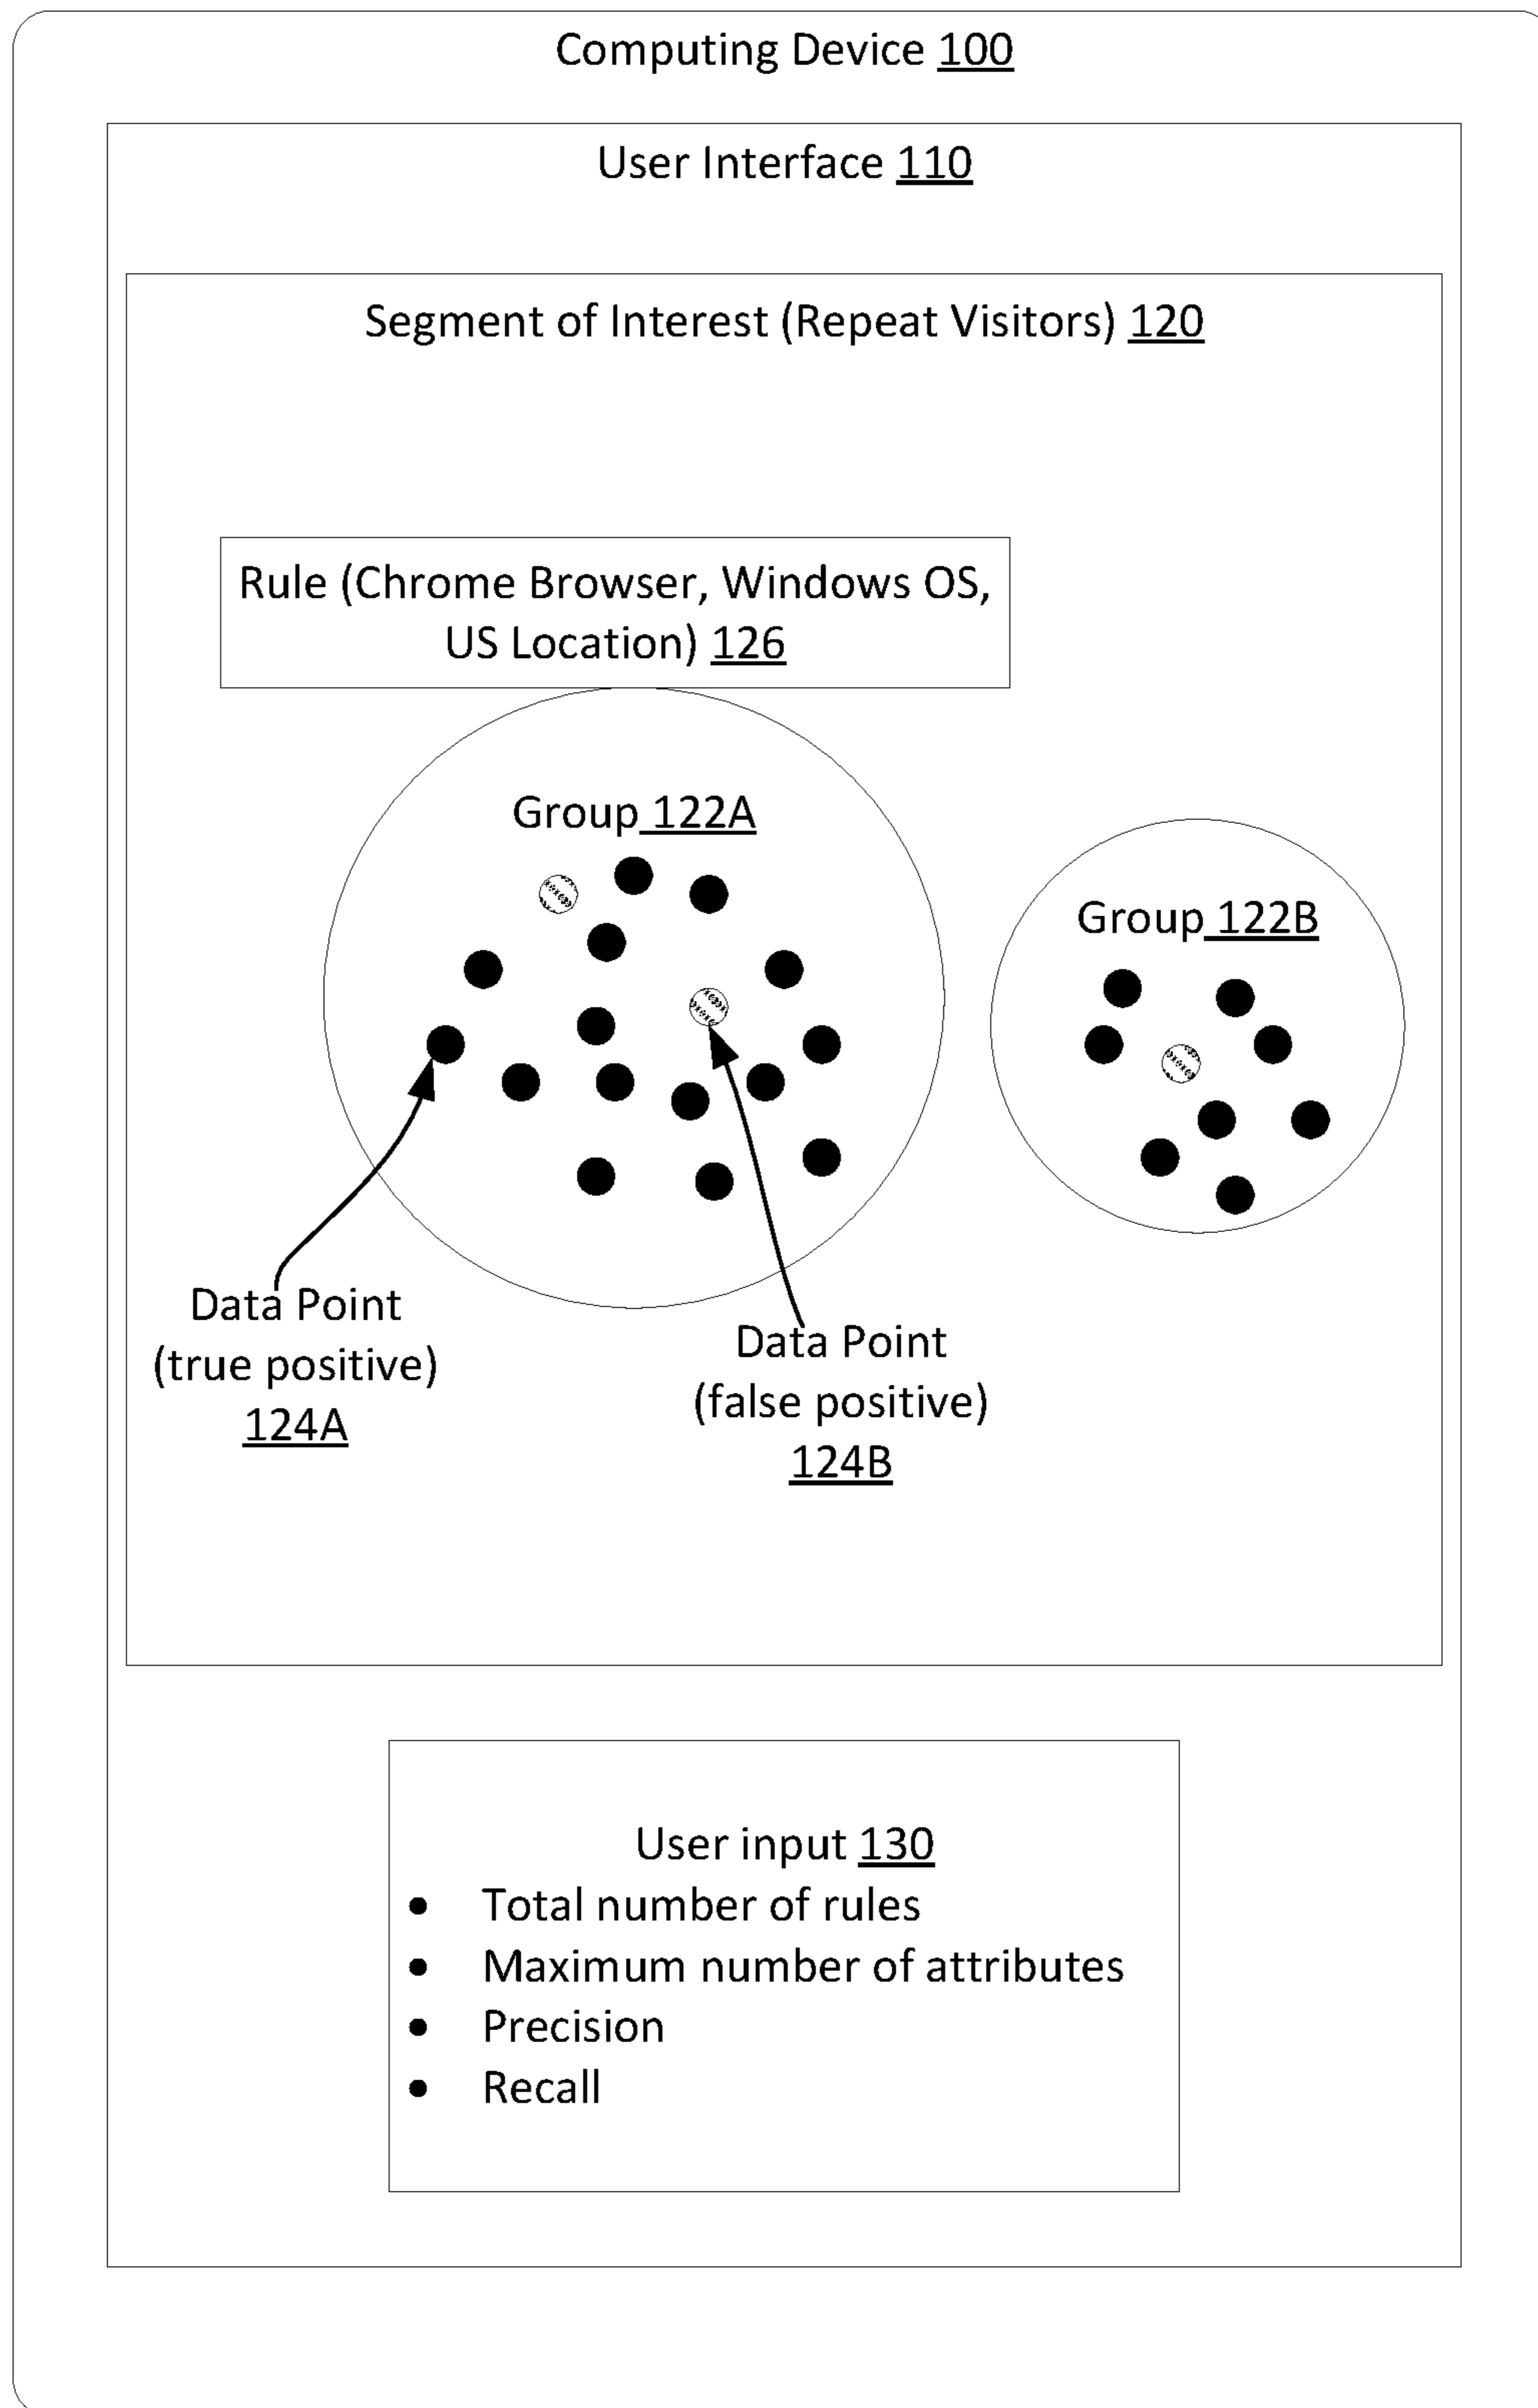 Computing Device 100
User Interface 110
Segment of Interest (Repeat Visitors) 120
Rule (Chrome Browser, Windows OS,
US Location) 126
Group 122A
Group 122B
Data Point
(true positive)
124A
Data Point
(false positive)
124B
User input 130
• Total number of rules
• Maximum number of attributes
• Precision
• Recall